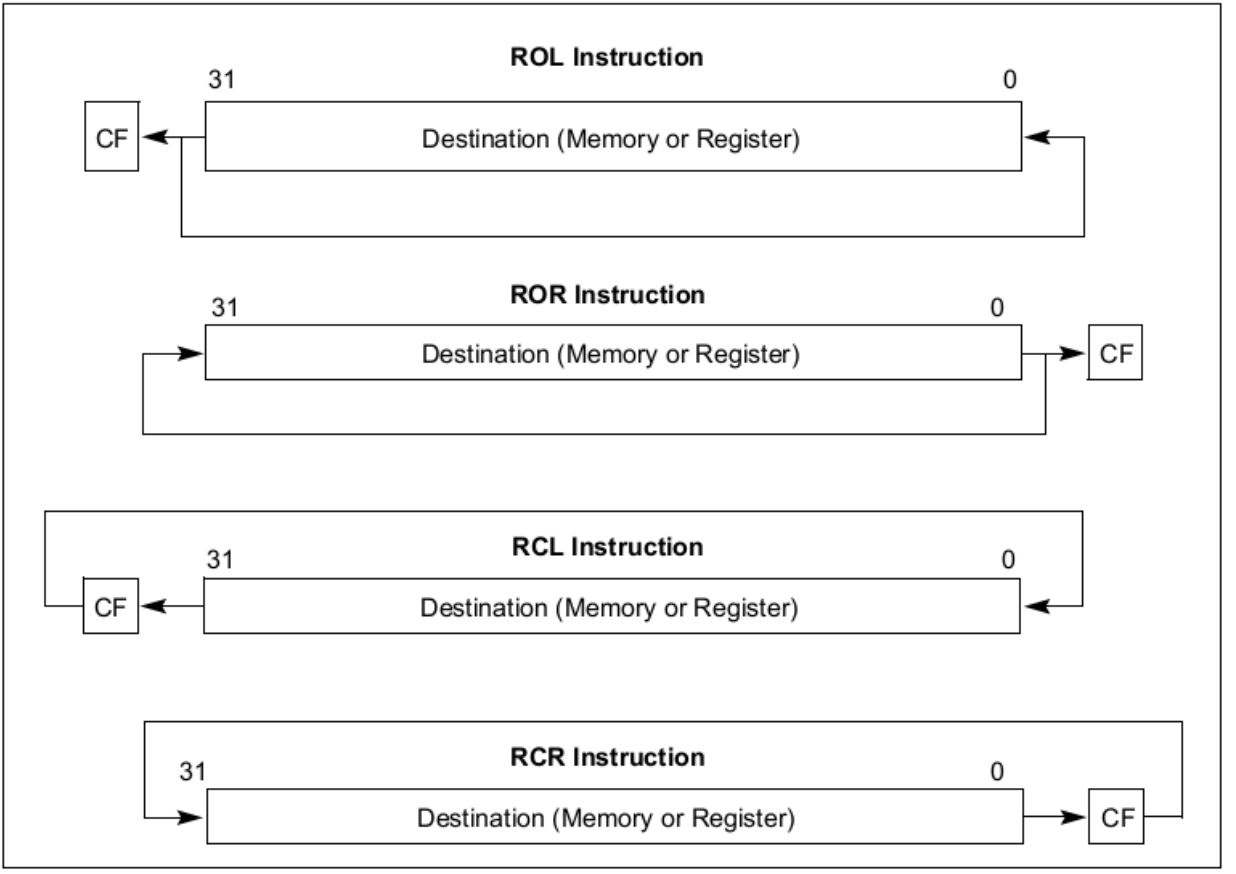 ROL Instruction
31 0
CF Destination (Memory or Register)
ROR Instruction
31 0
Destination (Memory or Register) CF
RCL Instruction
31 0
CF Destination (Memory or Register)
RCR Instruction
31 0
Destination (Memory or Register) CF